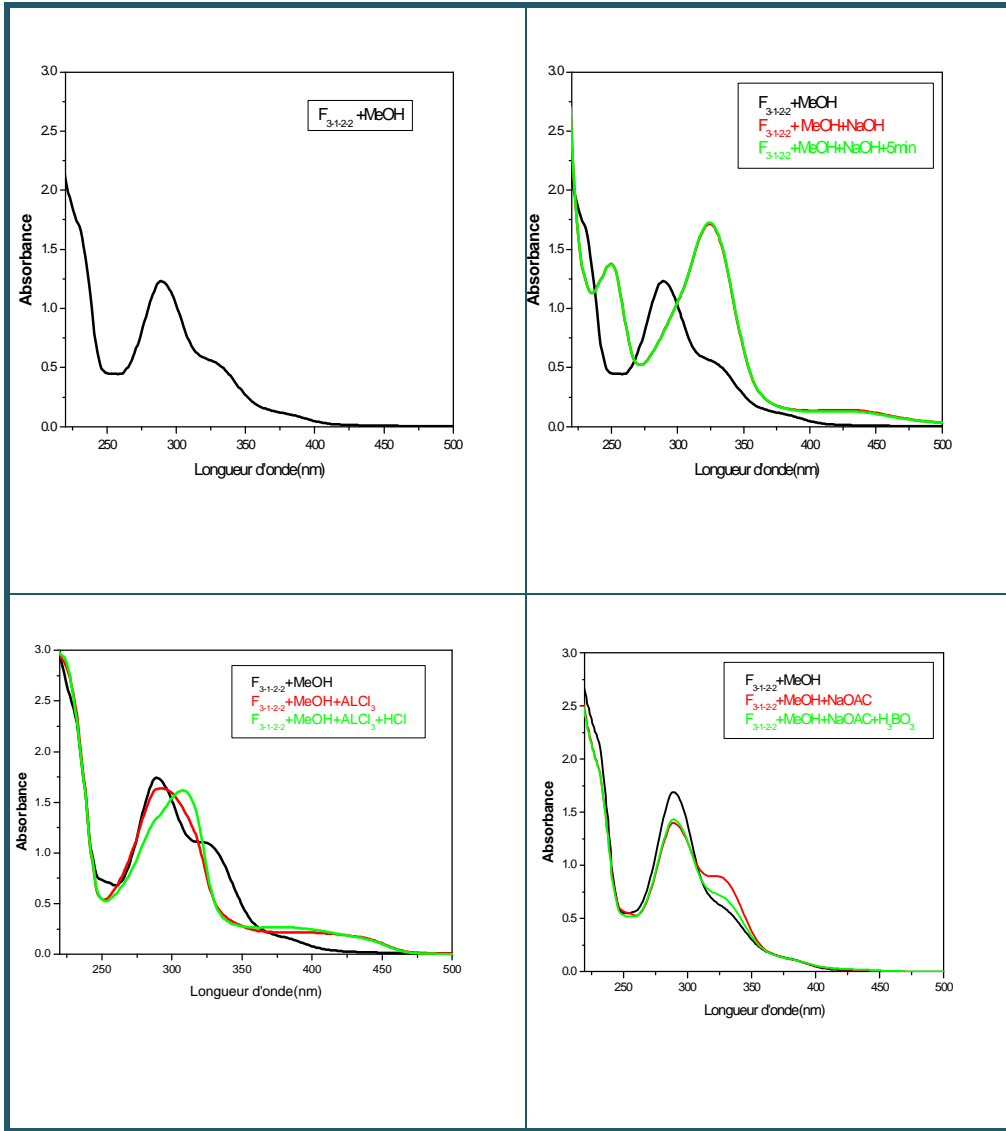 F3-1-2-2 +MeOH
3.0
2.5
2.0
1.5
1.0
0.5
0.0
Absorbance
250 300 350 400 450 500
Longueur d'onde(nm)
F3-1-2-2+MeOH
F3-1-2-2+MeOH+NaOH
F3-1-2-2+MeOH+NaOH+5min
3.0
2.5
2.0
1.5
1.0
0.5
0.0
Absorbance
250 300 350 400 450 500
Longueur d'onde(nm)
F3-1-2-2+MeOH
F3-1-2-2+MeOH+ALCl3
F3-1-2-2+MeOH+ALCl3+HCl
3.0
2.5
2.0
1.5
1.0
0.5
0.0
Absorbance
250 300 350 400 450 500
Longueur d'onde(nm)
F3-1-2-2+MeOH
F3-1-2-2+MeOH+NaOAC
F3-1-2-2+MeOH+NaOAC+H3BO3
3.0
2.5
2.0
1.5
1.0
0.5
0.0
Absorbance
250 300 350 400 450 500
Longueur d'onde(nm)